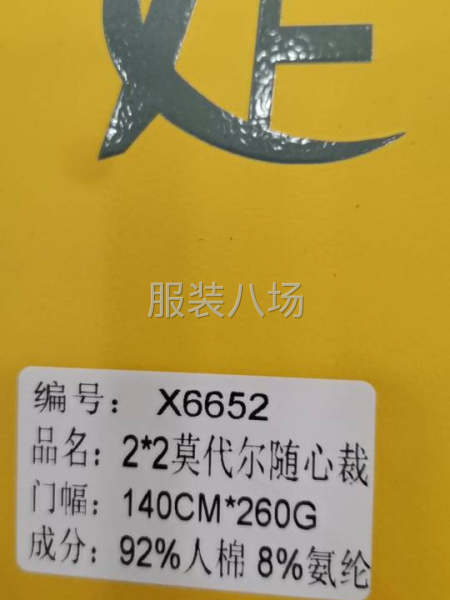 服装八场
编号： X6652
品名：2*2莫代尔随心裁
门幅：140CM*260G
成分：92%人棉 8%氨纶